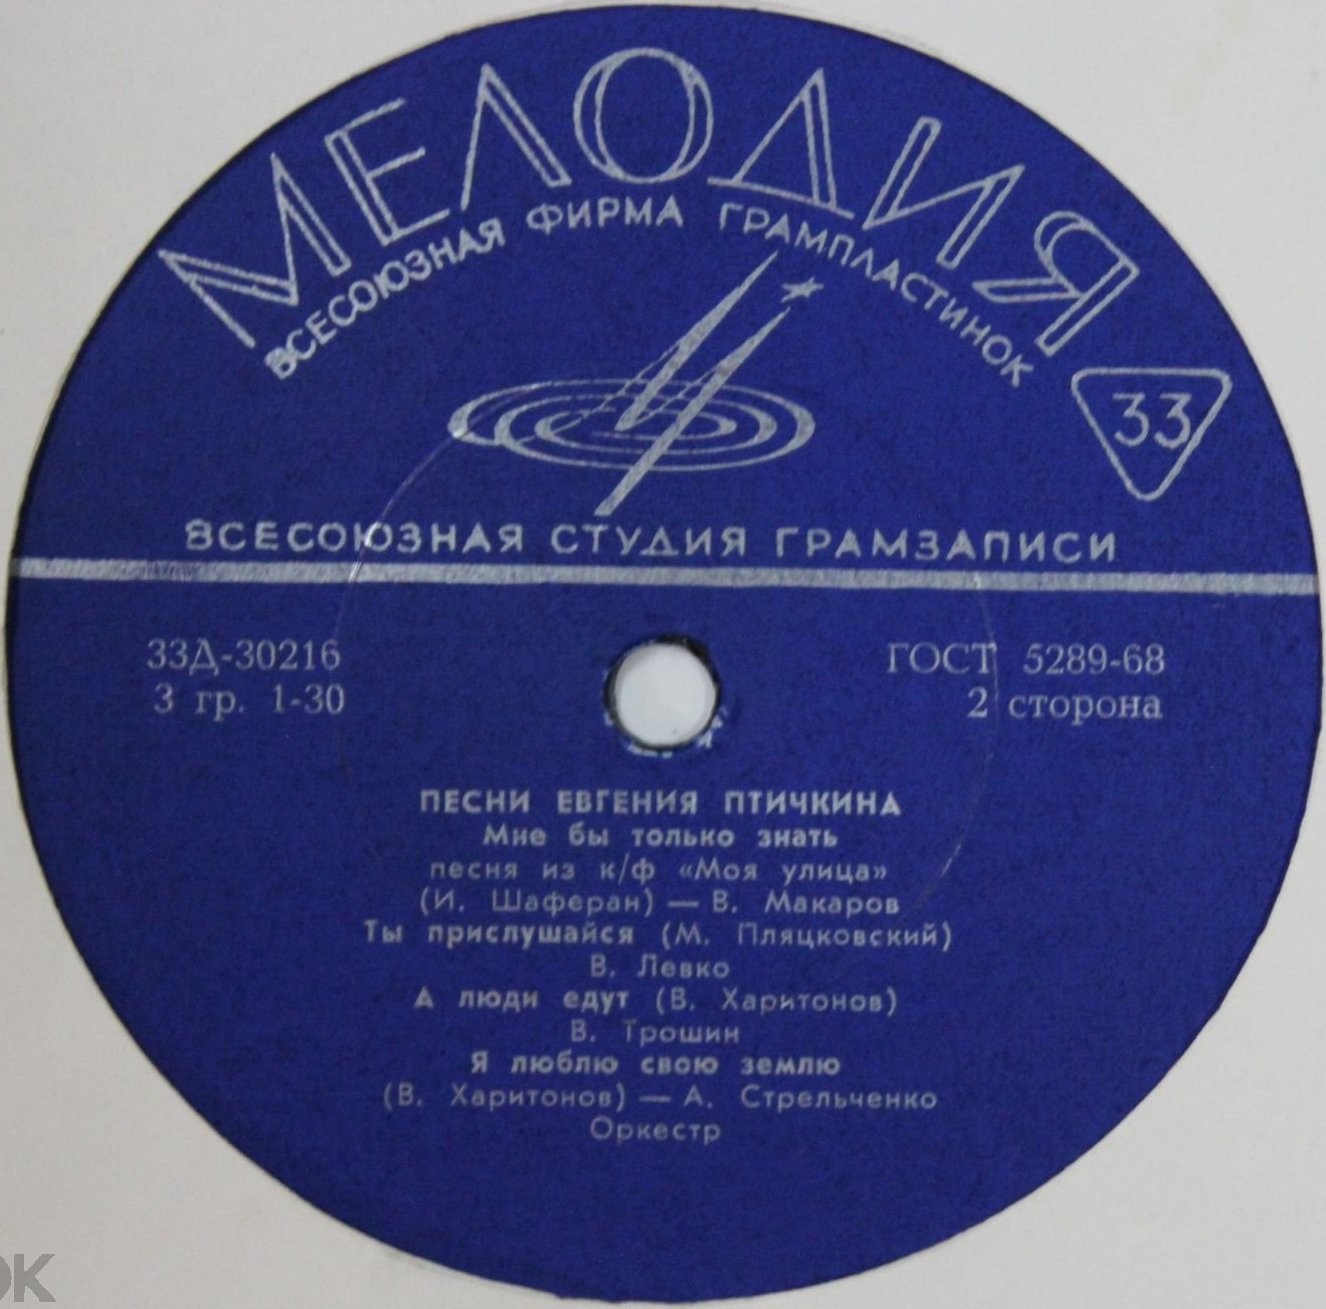 МЕЛОДИЯ
ВСЕСОЮЗНАЯ ФИРМА ГРАМПЛАСТИНОК
33
ВСЕСОЮЗНАЯ СТУДИЯ ГРАМЗАПИСИ
33Д-30216 ГОСТ 5289-68
3 гр. 1-30 2 сторона
ПЕСНИ ЕВГЕНИЯ ПТИЧКИНА
Мне бы только знать
песня из к/ф «Моя улица»
(И. Шаферан) — В. Макаров
Ты прислушайся (М. Пляцковский)
В. Левко
А люди едут (В. Харитонов)
В. Трошин
Я люблю свою землю
(В. Харитонов) — А. Стрельченко
Оркестр